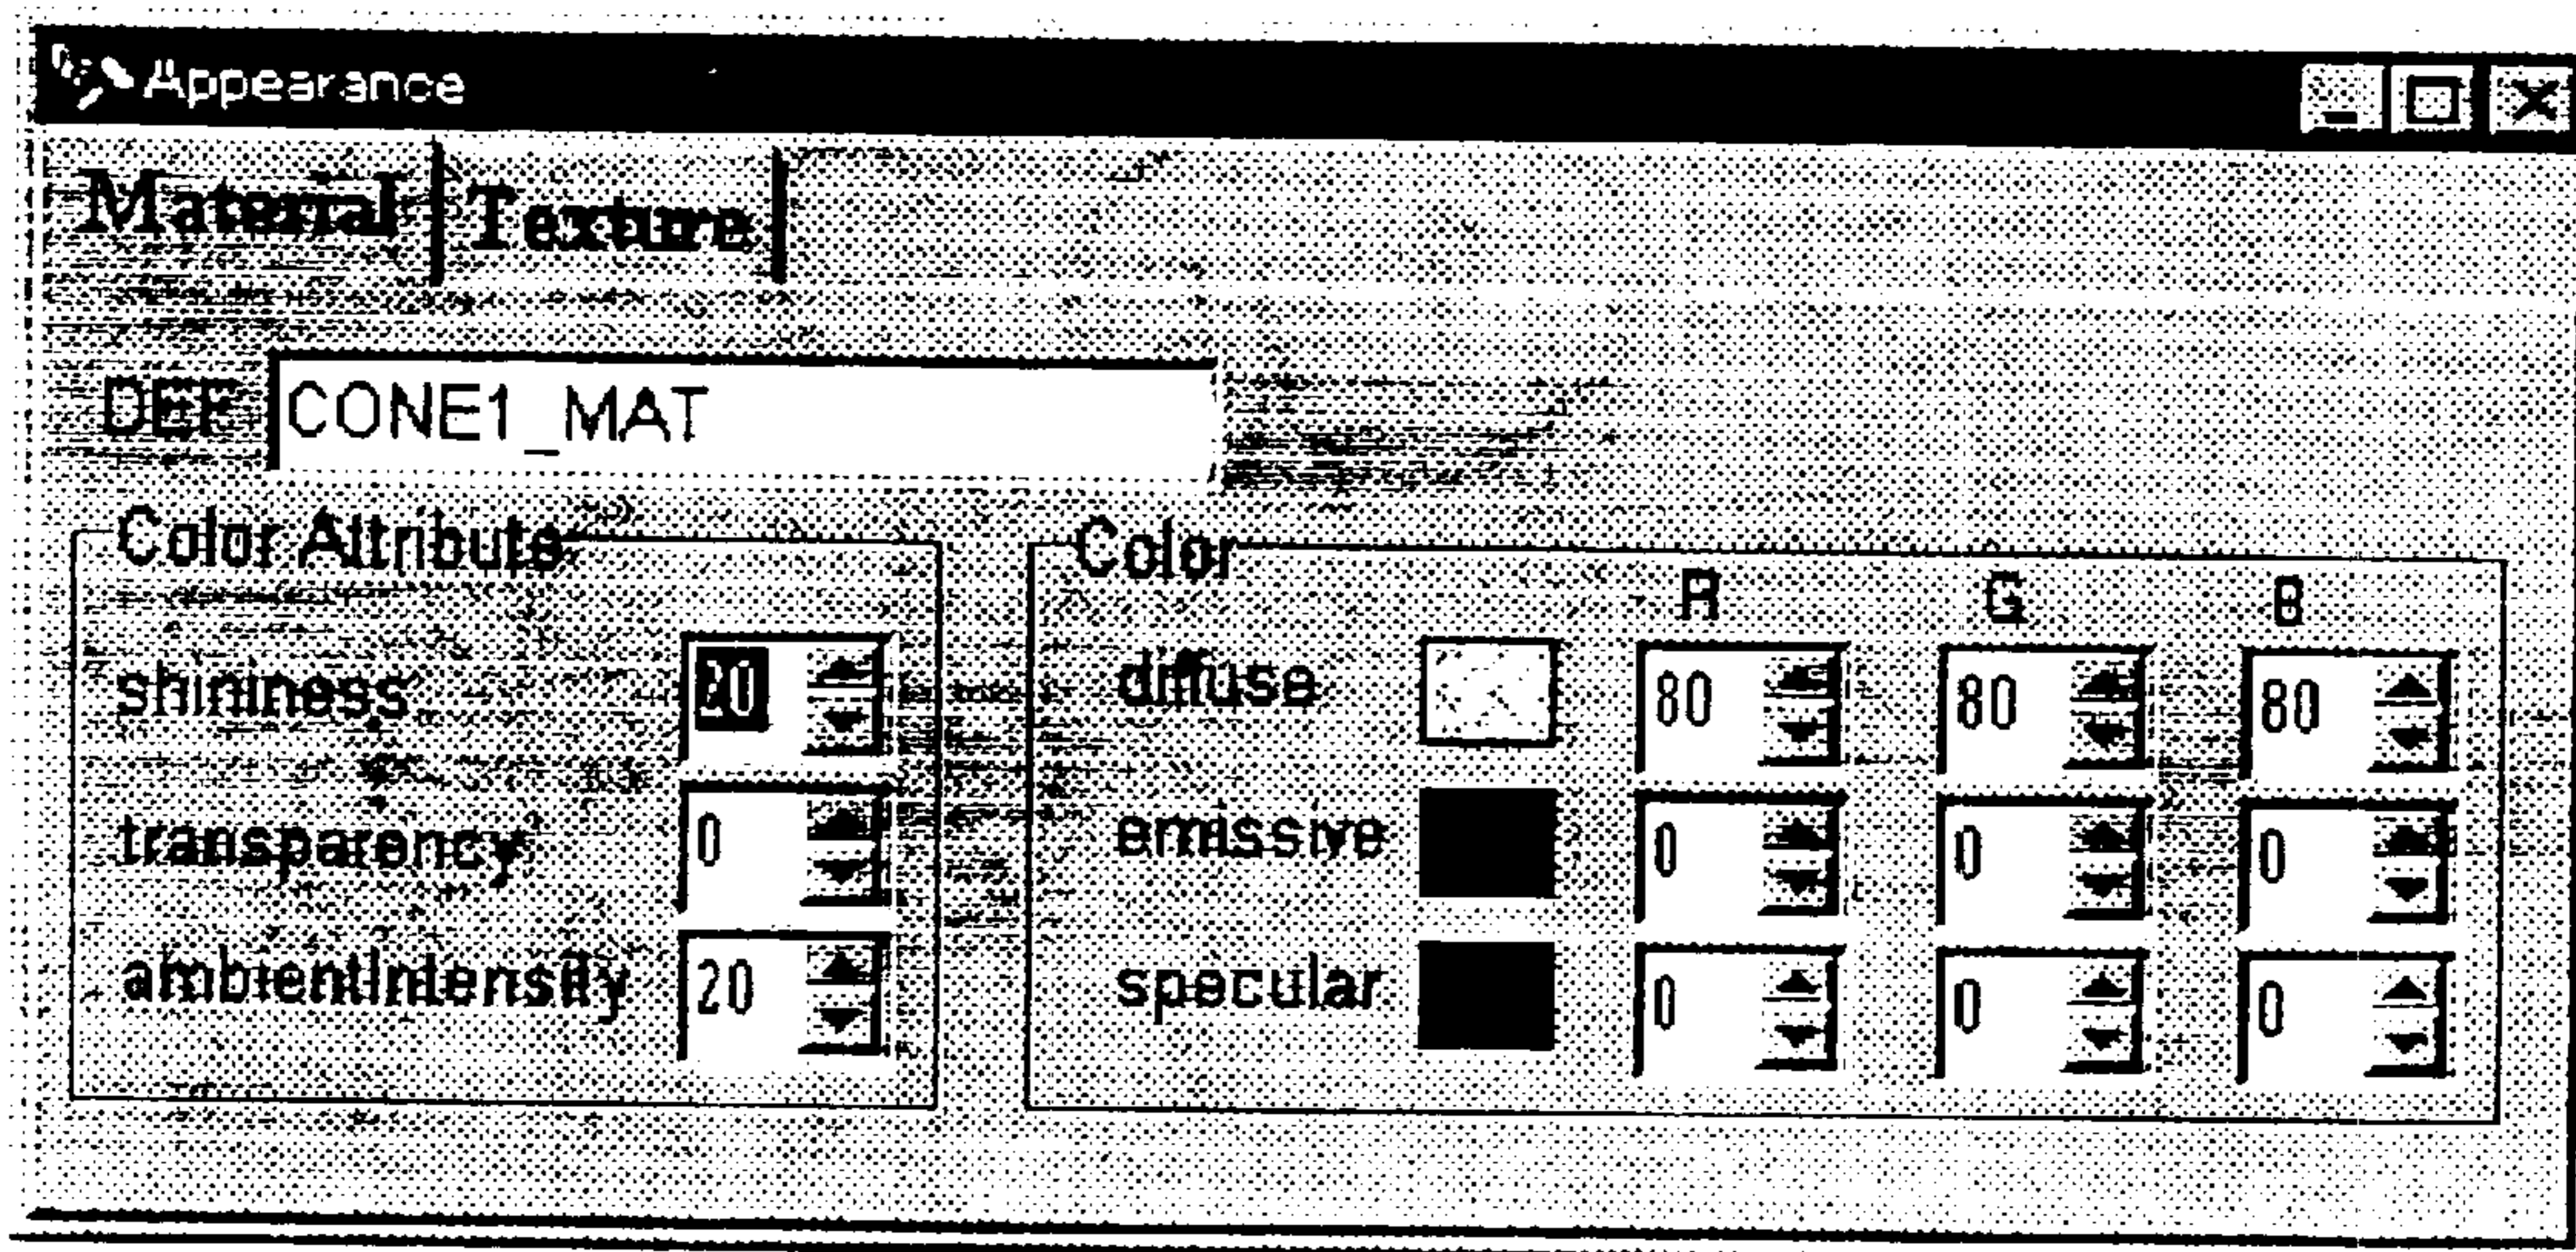 Appearance
Material Texture
DEF CONE1_MAT
Color Attribute Color
R G B
shininess 20 diffuse 80 80 80
transparency 0 emissive 0 0 0
ambientIntensity 20 specular 0 0 0